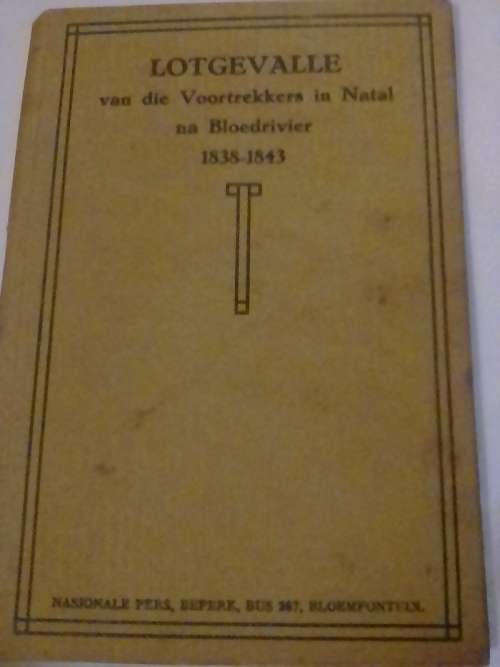 LOTGEVALLE
van die Voortrekkers in Natal
na Bloedrivier
1838-1843
NASIONALE PERS, BEPERK, BUS 267, BLOEMFONTEIN.